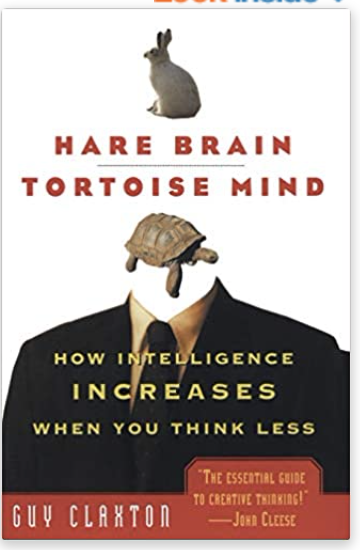 HARE BRAIN
TORTOISE MIND
HOW INTELLIGENCE
INCREASES
WHEN YOU THINK LESS
"THE ESSENTIAL GUIDE
TO CREATIVE THINKING!"
—JOHN CLEESE
GUY CLAXTON